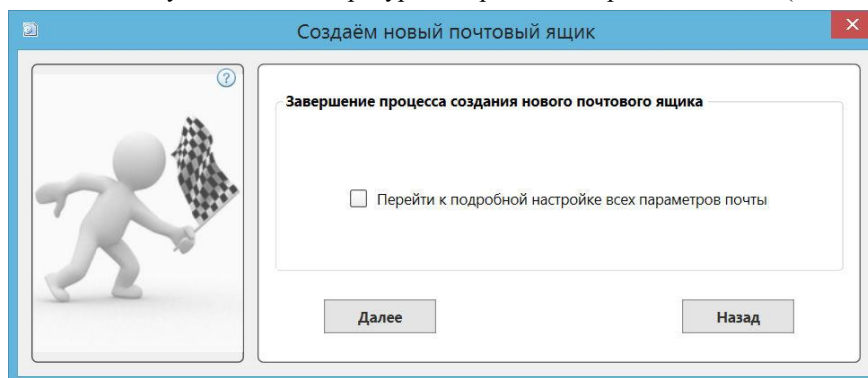 Создаём новый почтовый ящик
?
Завершение процесса создания нового почтового ящика
Перейти к подробной настройке всех параметров почты
Далее
Назад